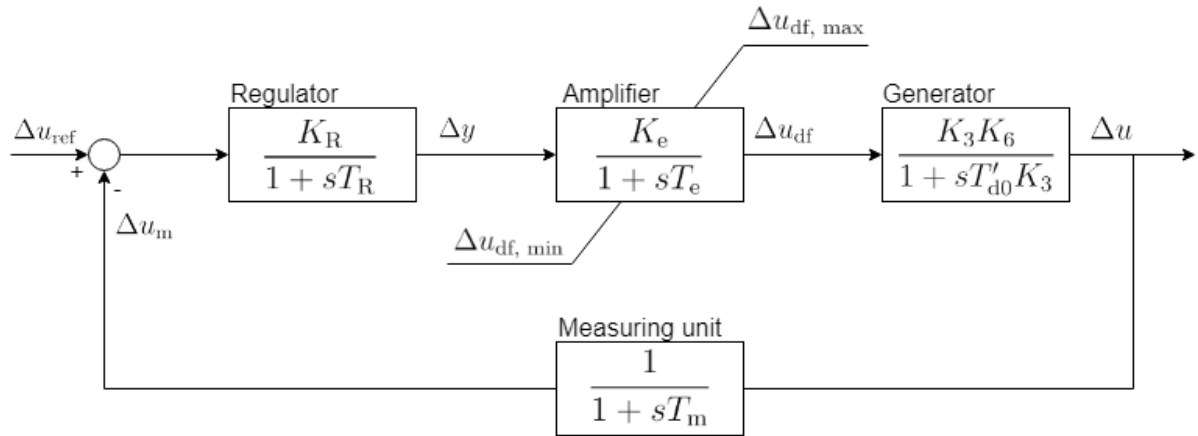 Δu_df, max
Regulator
Amplifier
Generator
Δu_ref
K_R
1 + sT_R
Δy
K_e
1 + sT_e
Δu_df
K_3K_6
1 + sT'_d0K_3
Δu
+
-
Δu_m
Δu_df, min
Measuring unit
1
1 + sT_m